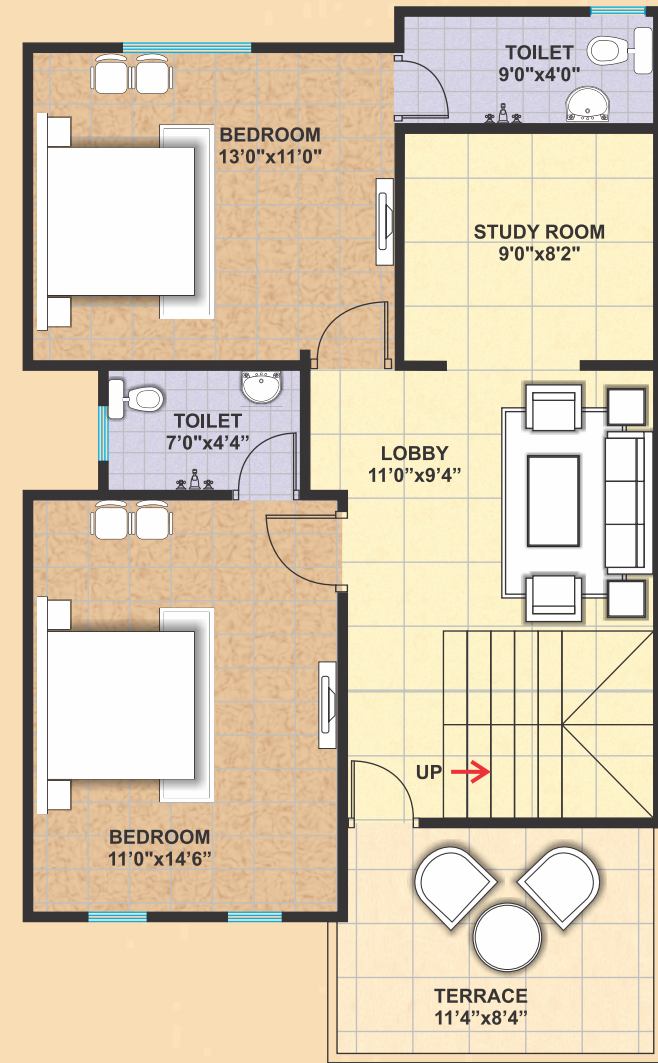 TOILET
9'0"x4'0"
BEDROOM
13’0"x11’0"
STUDY ROOM
9'0"x8'2"
TOILET
7'0"x4'4”
LOBBY
11’0”x9’4”
UP
BEDROOM
11'0"x14’6”
TERRACE
11’4”x8’4”